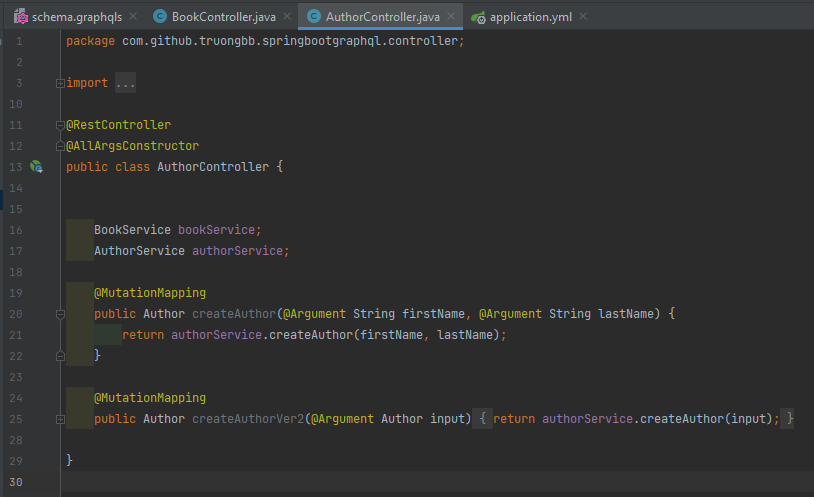 schema.graphqls BookController.java AuthorController.java application.yml
1 package com.github.truongbb.springbootgraphql.controller;
2
3 import ...
10
11 @RestController
12 @AllArgsConstructor
13 public class AuthorController {
14
15
16 BookService bookService;
17 AuthorService authorService;
18
19 @MutationMapping
20 public Author createAuthor(@Argument String firstName, @Argument String lastName) {
21 return authorService.createAuthor(firstName, lastName);
22 }
23
24 @MutationMapping
25 public Author createAuthorVer2(@Argument Author input) { return authorService.createAuthor(input); }
28
29 }
30